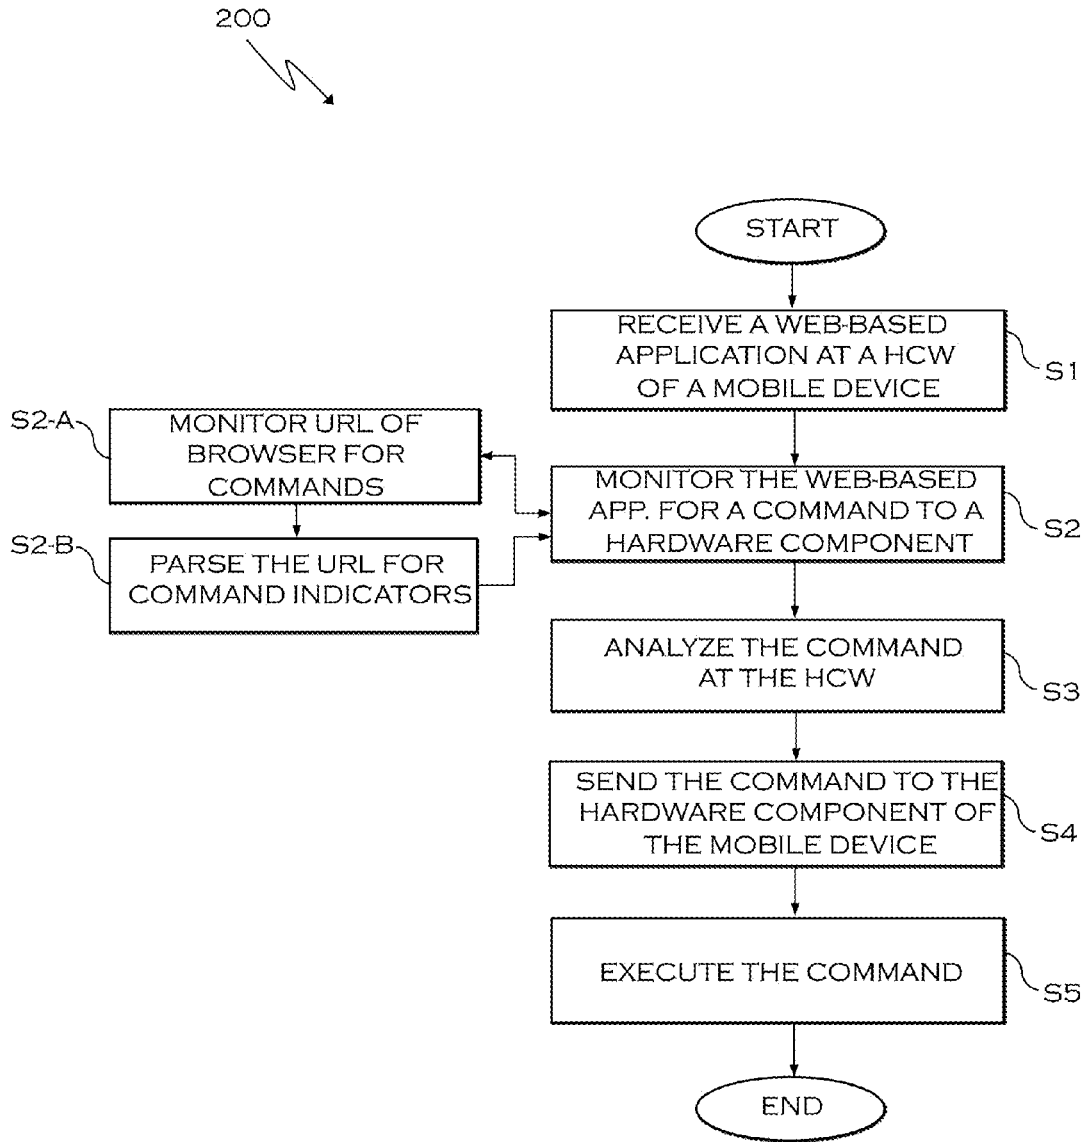 200
START
RECEIVE A WEB-BASED
APPLICATION AT A HCW
OF A MOBILE DEVICE
S1
S2-A
MONITOR URL OF
BROWSER FOR
COMMANDS
MONITOR THE WEB-BASED
APP. FOR A COMMAND TO A
HARDWARE COMPONENT
S2
S2-B
PARSE THE URL FOR
COMMAND INDICATORS
ANALYZE THE COMMAND
AT THE HCW
S3
SEND THE COMMAND TO THE
HARDWARE COMPONENT OF
THE MOBILE DEVICE
S4
EXECUTE THE COMMAND
S5
END